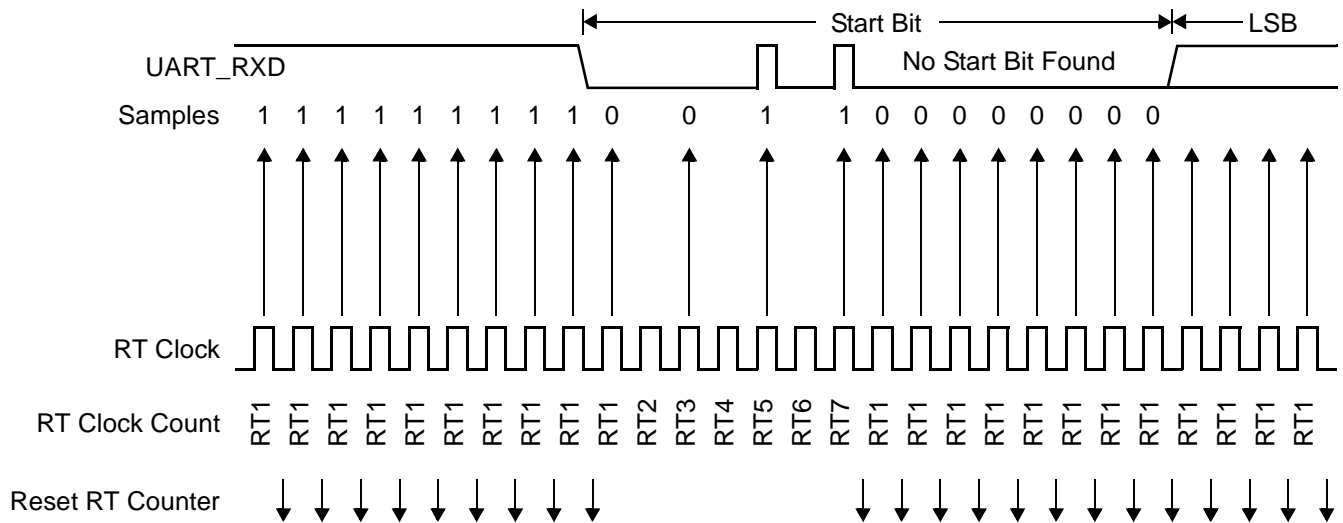 Start Bit LSB
UART_RXD No Start Bit Found
Samples 1 1 1 1 1 1 1 1 1 0 0 1 1 0 0 0 0 0 0 0 0
RT Clock
RT Clock Count RT1 RT1 RT1 RT1 RT1 RT1 RT1 RT1 RT1 RT1 RT2 RT3 RT4 RT5 RT6 RT7 RT1 RT1 RT1 RT1 RT1 RT1 RT1 RT1 RT1 RT1 RT1 RT1
Reset RT Counter